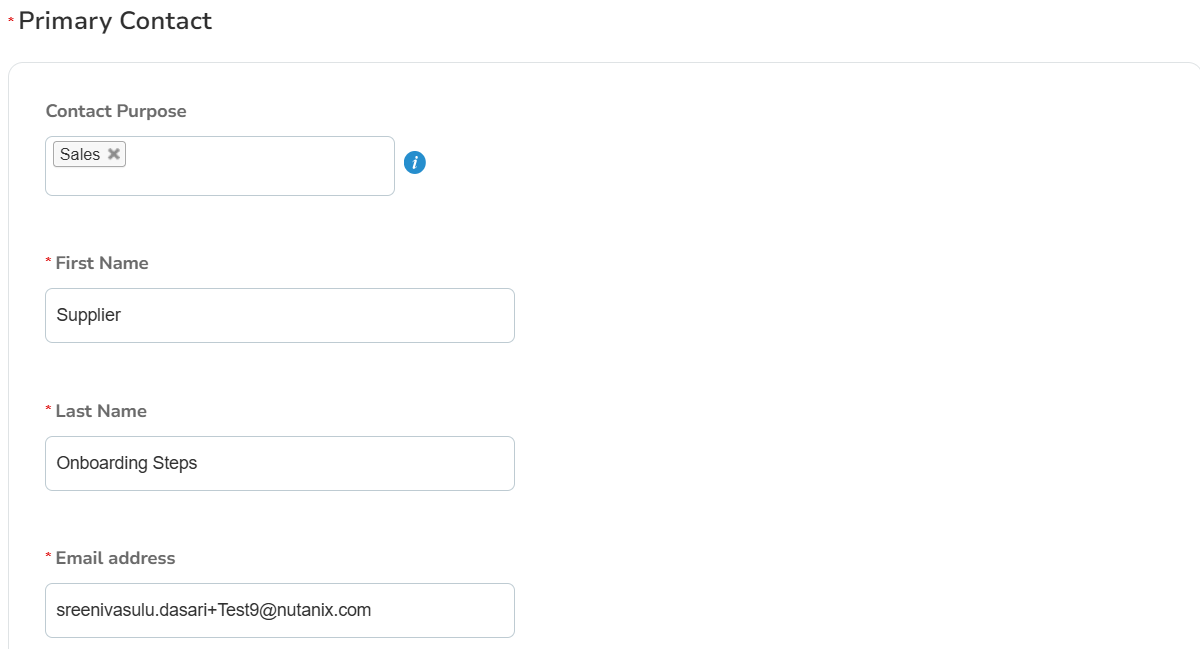 * Primary Contact
Contact Purpose
Sales ✖
i
* First Name
Supplier
* Last Name
Onboarding Steps
* Email address
sreenivasulu.dasari+Test9@nutanix.com